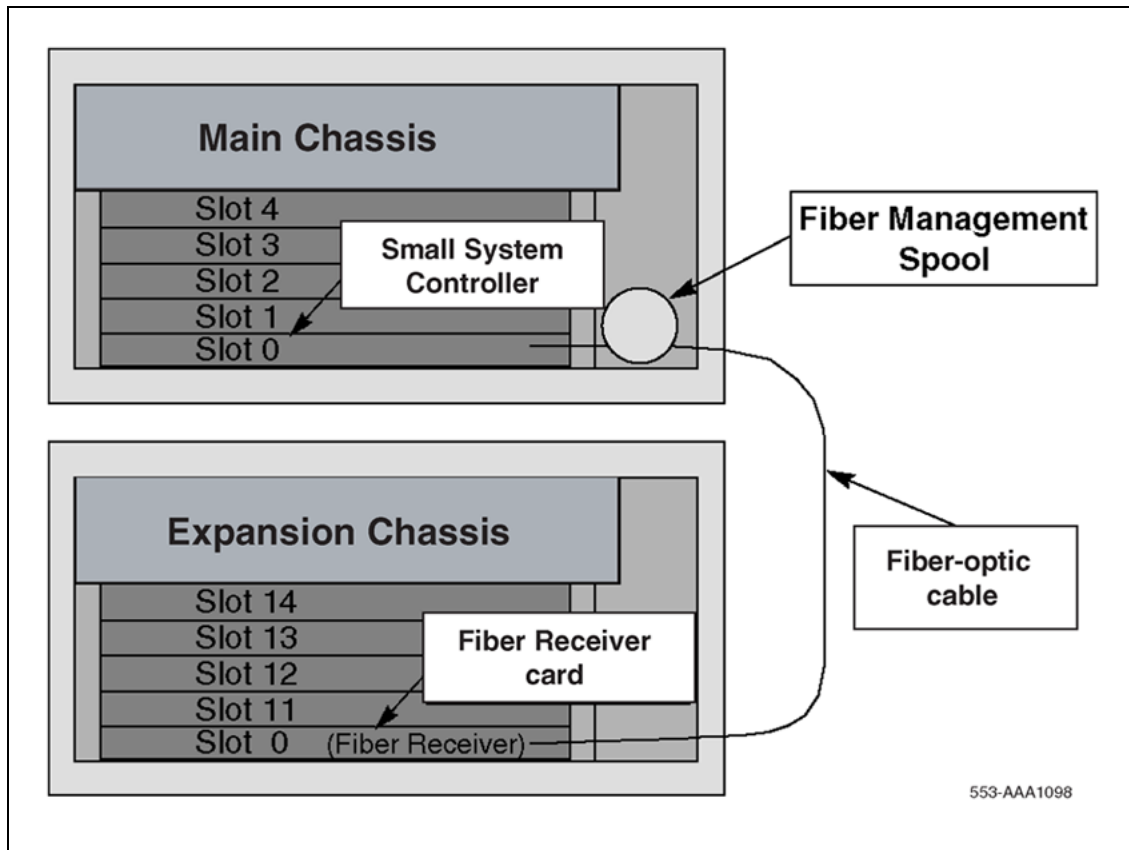 Main Chassis
Slot 4
Slot 3
Slot 2
Slot 1
Slot 0
Small System
Controller
Fiber Management
Spool
Expansion Chassis
Slot 14
Slot 13
Slot 12
Slot 11
Slot 0 (Fiber Receiver)
Fiber Receiver
card
Fiber-optic
cable
553-AAA1098